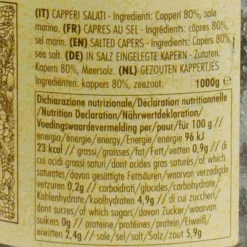 (IT) CAPPERI SALATI - Ingredienti: Capperi 80%, sale
marino. (FR) CAPRES AU SEL - Ingrédients: câpres 80%,
sel marin. (EN) SALTED CAPERS - Ingredients: Capers 80%,
sea salt. (D) IN SALZ EINGELEGTE KAPERN - Zutaten:
Kapern 80%, Meersalz. (NL) GEZOUTEN KAPPERTJES
Ingrediënten: kappers 80%, zeezout. 1000g e
Dichiarazione nutrizionale/Déclaration nutritionnelle
/Nutrition Declaration/Nährwertdeklaration/
Voedingswaardevermelding per/pour/für 100 g //
energia/énergie/energy/Energie/energie 96 kJ
23 kcal // grassi/graisses/fat/Fett/vetten 0,9g // di
cui acidi grassi saturi/dont acides gras saturés/of which
saturates/davon gesättigte Fettsäuren/waarvan verzadigde
vetzuren 0,2g // carboidrati/glucides/carbohydrate/
Kohlenhydrate/koolhydraten 4,9g // di cui zuccheri/
dont sucres/of which sugars/davon Zucker/waarvan
suikers 0g // proteine/protéines/protein/Eiweiß/
eiwitten 2,4g // sale/sel/salt/Salz/zout 5,9g